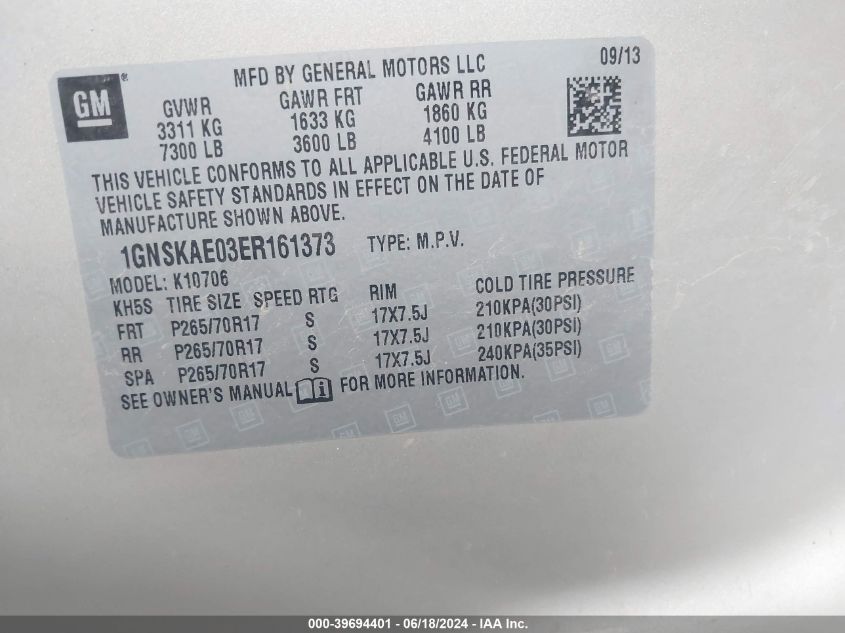 09/13
MFD BY GENERAL MOTORS LLC
GM®
GVWR GAWR FRT GAWR RR
3311 KG 1633 KG 1860 KG
7300 LB 3600 LB 4100 LB
THIS VEHICLE CONFORMS TO ALL APPLICABLE U.S. FEDERAL MOTOR
VEHICLE SAFETY STANDARDS IN EFFECT ON THE DATE OF
MANUFACTURE SHOWN ABOVE.
1GNSKAE03ER161373 TYPE: M.P.V.
MODEL: K10706
KH5S TIRE SIZE SPEED RTG RIM COLD TIRE PRESSURE
FRT P265/70R17 S 17X7.5J 210KPA(30PSI)
RR P265/70R17 S 17X7.5J 210KPA(30PSI)
SPA P265/70R17 S 17X7.5J 240KPA(35PSI)
SEE OWNER'S MANUAL i FOR MORE INFORMATION.
000-39694401 - 06/18/2024 - IAA Inc.